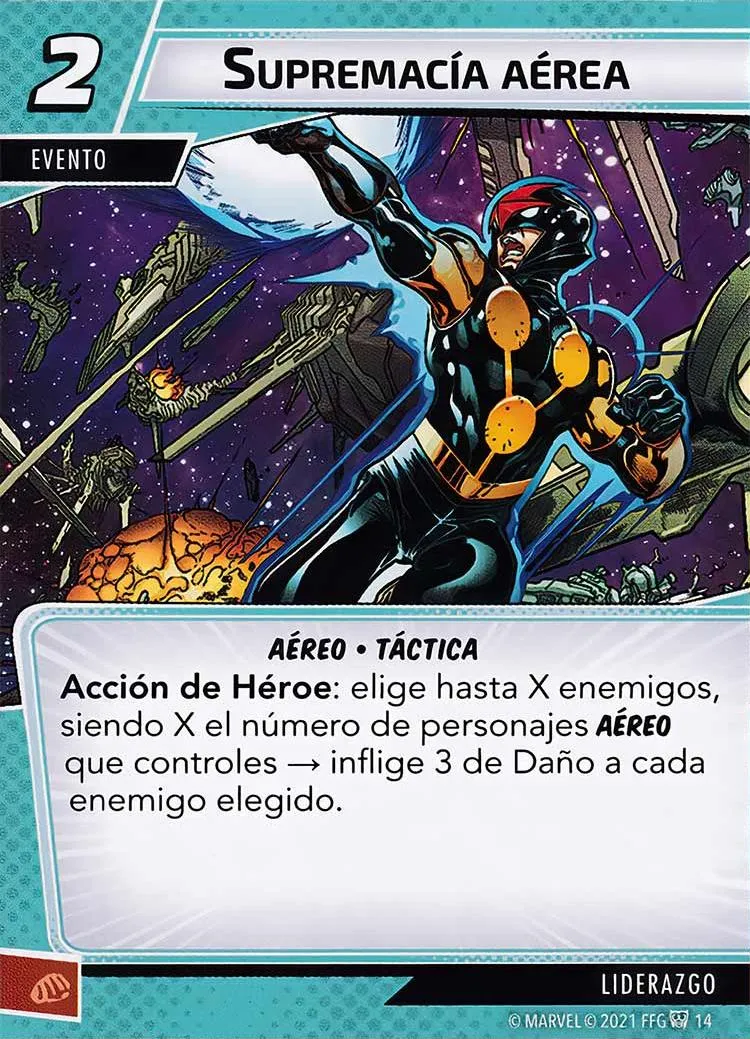 2
SUPREMACÍA AÉREA
EVENTO
AÉREO • TÁCTICA
Acción de Héroe: elige hasta X enemigos,
siendo X el número de personajes AÉREO
que controles → inflige 3 de Daño a cada
enemigo elegido.
LIDERAZGO
© MARVEL © 2021 FFG 14